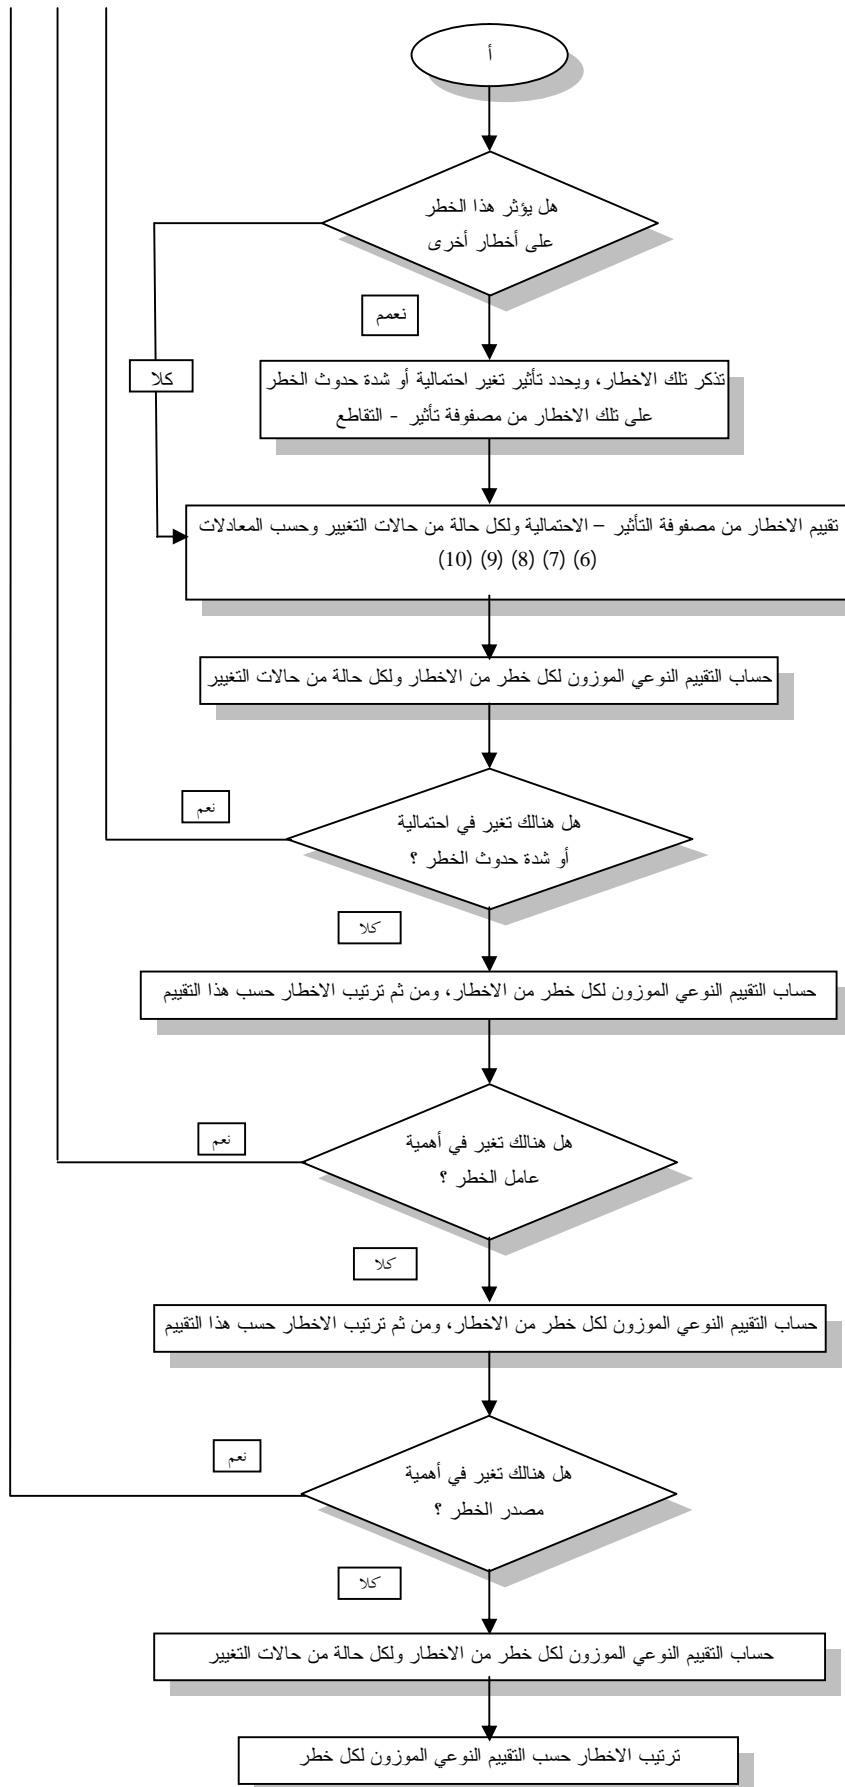 أ
هل يؤثر هذا الخطر
على أخطار أخرى
نعمم
كلا
تذكر تلك الاخطار، ويحدد تأثير تغير احتمالية أو شدة حدوث الخطر
على تلك الاخطار من مصفوفة تأثير - التقاطع
تقييم الاخطار من مصفوفة التأثير – الاحتمالية ولكل حالة من حالات التغيير وحسب المعادلات
(6) (7) (8) (9) (10)
حساب التقييم النوعي الموزون لكل خطر من الاخطار ولكل حالة من حالات التغيير
نعم
هل هنالك تغير في احتمالية
أو شدة حدوث الخطر ؟
كلا
حساب التقييم النوعي الموزون لكل خطر من الاخطار، ومن ثم ترتيب الاخطار حسب هذا التقييم
نعم
هل هنالك تغير في أهمية
عامل الخطر ؟
كلا
حساب التقييم النوعي الموزون لكل خطر من الاخطار، ومن ثم ترتيب الاخطار حسب هذا التقييم
نعم
هل هنالك تغير في أهمية
مصدر الخطر ؟
كلا
حساب التقييم النوعي الموزون لكل خطر من الاخطار ولكل حالة من حالات التغيير
ترتيب الاخطار حسب التقييم النوعي الموزون لكل خطر